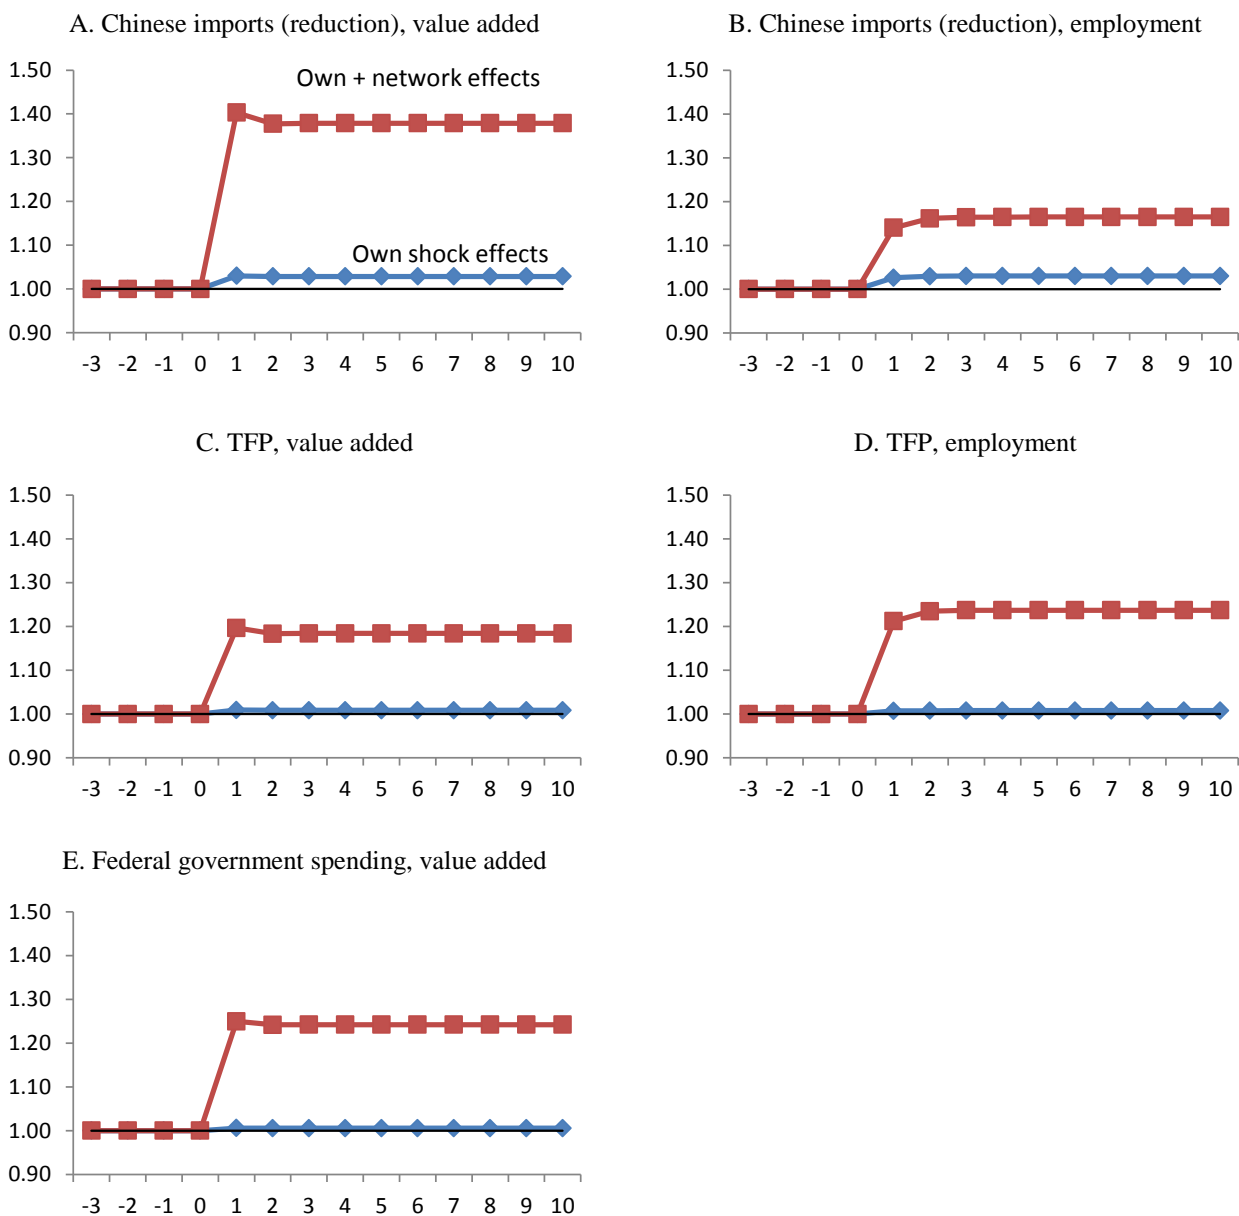 A. Chinese imports (reduction), value added
1.50
1.40
1.30
1.20
1.10
1.00
0.90
Own + network effects
Own shock effects
-3 -2 -1 0 1 2 3 4 5 6 7 8 9 10
B. Chinese imports (reduction), employment
1.50
1.40
1.30
1.20
1.10
1.00
0.90
-3 -2 -1 0 1 2 3 4 5 6 7 8 9 10
C. TFP, value added
1.50
1.40
1.30
1.20
1.10
1.00
0.90
-3 -2 -1 0 1 2 3 4 5 6 7 8 9 10
D. TFP, employment
1.50
1.40
1.30
1.20
1.10
1.00
0.90
-3 -2 -1 0 1 2 3 4 5 6 7 8 9 10
E. Federal government spending, value added
1.50
1.40
1.30
1.20
1.10
1.00
0.90
-3 -2 -1 0 1 2 3 4 5 6 7 8 9 10